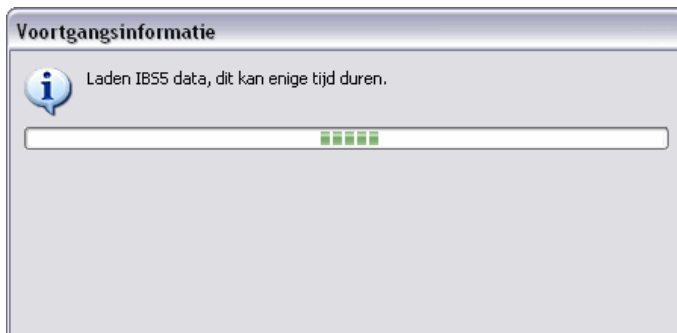 Voortgangsinformatie
Laden IBS5 data, dit kan enige tijd duren.